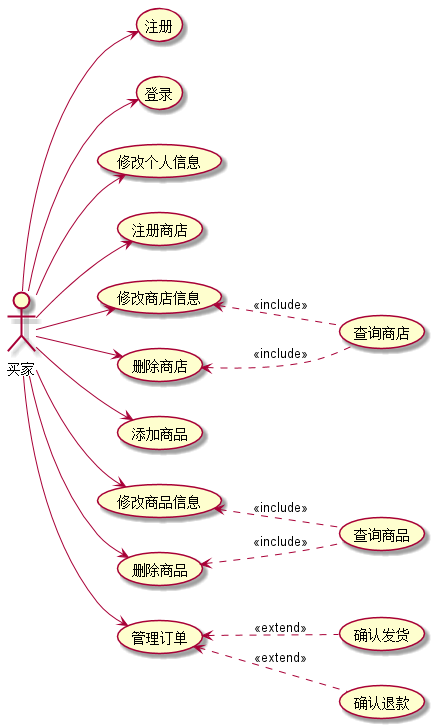 注册
登录
修改个人信息
注册商店
修改商店信息
«include»
查询商店
删除商店
«include»
买家
添加商品
修改商品信息
«include»
查询商品
删除商品
«include»
管理订单
«extend»
确认发货
«extend»
确认退款